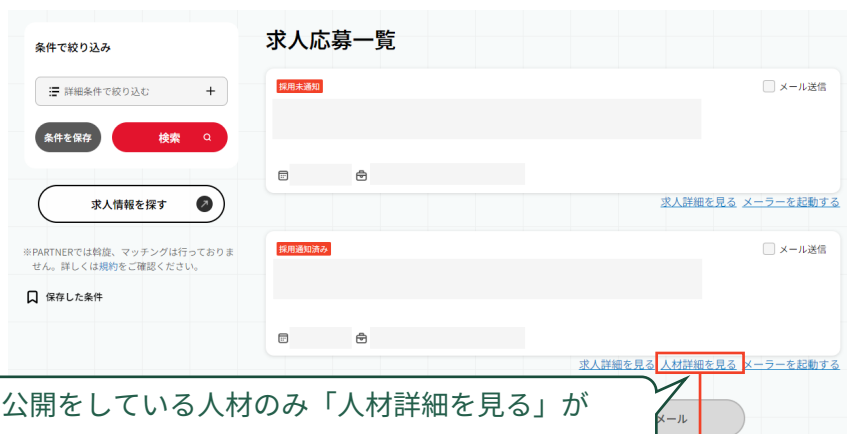 条件で絞り込み
詳細条件で絞り込む
条件を保存
検索
求人情報を探す
※PARTNERでは斡旋、マッチングは行っておりま
せん。詳しくは規約をご確認ください。
保存した条件
求人応募一覧
採用未通知
メール送信
求人詳細を見る メーラーを起動する
採用通知済み
メール送信
求人詳細を見る 人材詳細を見る メーラーを起動する
公開をしている人材のみ「人材詳細を見る」が
メール